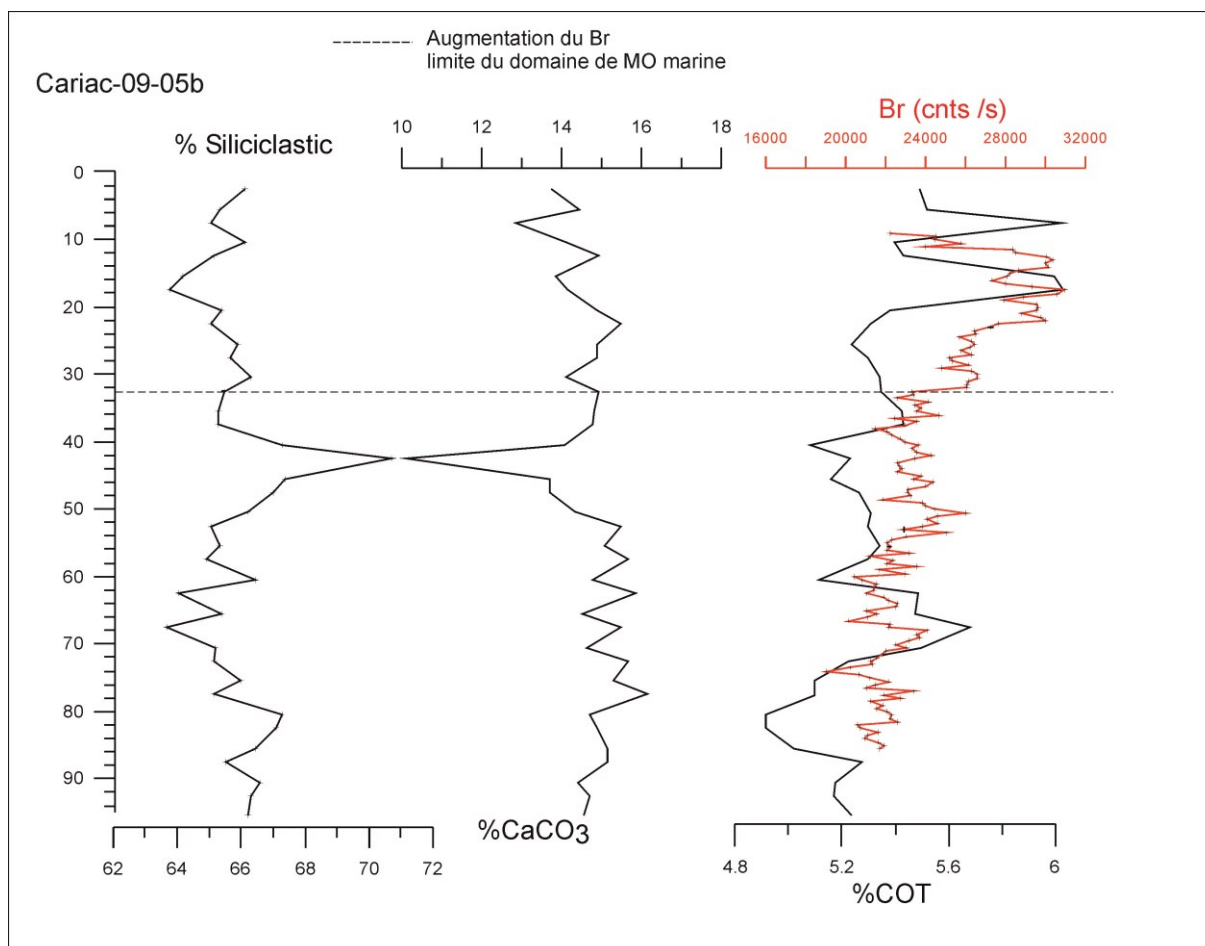 Augmentation du Br
limite du domaine de MO marine
Cariac-09-05b
% Siliciclastic
10 12 14 16 18
Br (cnts /s)
16000 20000 24000 28000 32000
0
10
20
30
40
50
60
70
80
90
62 64 66 68 70 72
%CaCO3
4.8 5.2 5.6 6
%COT